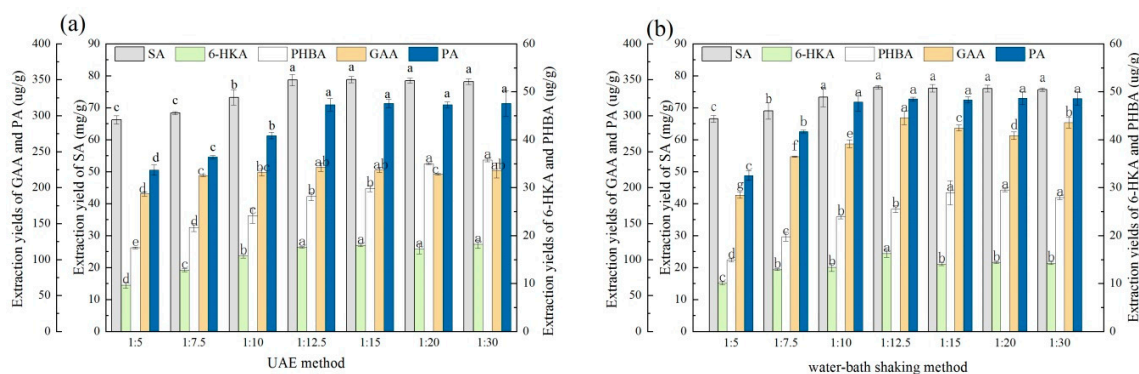 (a)
SA 6-HKA PHBA GAA PA
Extraction yields of GAA and PA (ug/g)
400
350
300
250
200
150
100
50
0
Extraction yield of SA (mg/g)
90
80
70
60
50
40
30
20
10
0
c d e d d
c c d c c
b b c bc b
a a b ab a
a a b ab a
a a a c a
a a a ab a
1:5 1:7.5 1:10 1:12.5 1:15 1:20 1:30
UAE method
60
50
40
30
20
10
0
Extraction yields of 6-HKA and PHBA (ug/g)
(b)
SA 6-HKA PHBA GAA PA
Extraction yields of GAA and PA (ug/g)
400
350
300
250
200
150
100
50
0
Extraction yield of SA (mg/g)
90
80
70
60
50
40
30
20
10
0
c c d g c
b b c f b
a b b e a
a a b a a
a b a c a
a b a d a
a b a b a
1:5 1:7.5 1:10 1:12.5 1:15 1:20 1:30
water-bath shaking method
60
50
40
30
20
10
0
Extraction yields of 6-HKA and PHBA (ug/g)